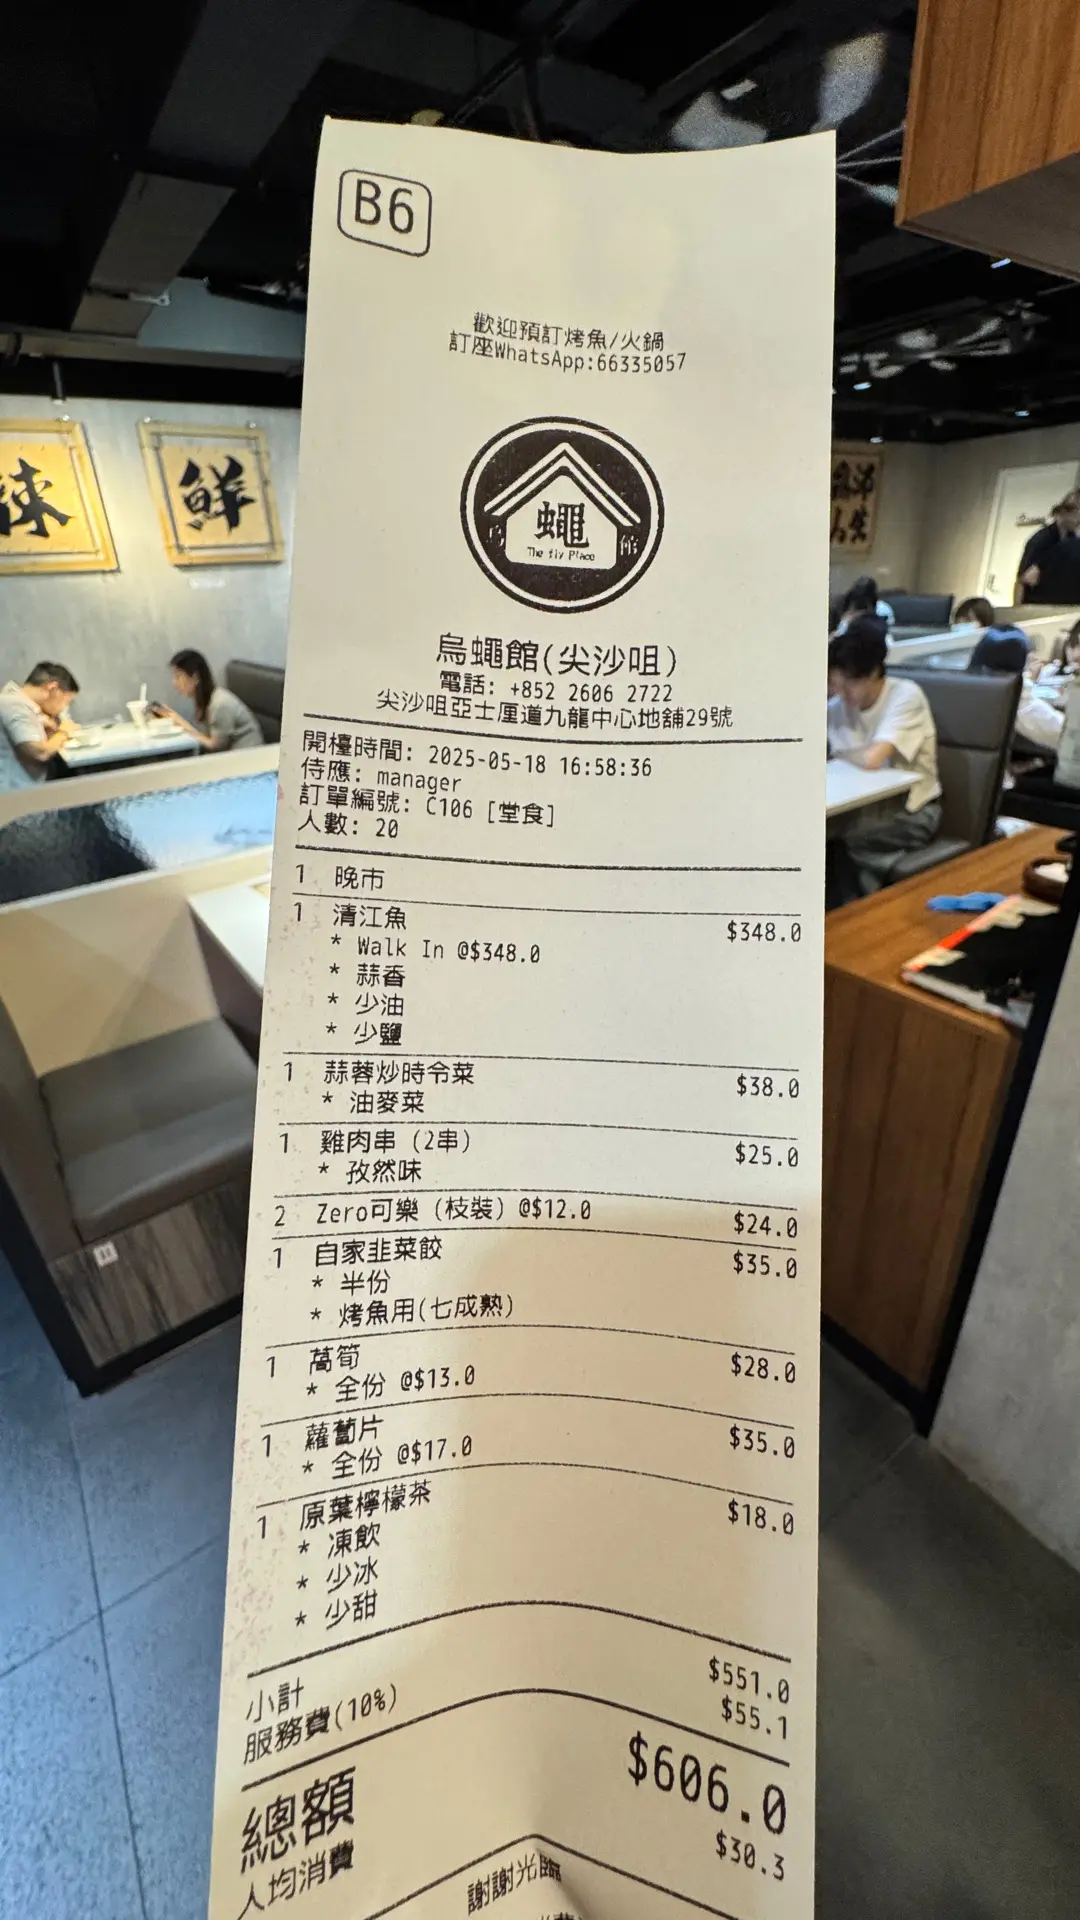 B6
歡迎預訂烤魚/火鍋
訂座WhatsApp:66335057
蠅
The fly Place
館
烏蠅館(尖沙咀)
電話: +852 2606 2722
尖沙咀亞士厘道九龍中心地舖29號
開檯時間: 2025-05-18 16:58:36
侍應: manager
訂單編號: C106 [堂食]
人數: 20
1 晚市
1 清江魚 $348.0
* Walk In @$348.0
* 蒜香
* 少油
* 少鹽
1 蒜蓉炒時令菜 $38.0
* 油麥菜
1 雞肉串 (2串) $25.0
* 孜然味
2 Zero可樂 (枝裝) @$12.0 $24.0
1 自家韭菜餃 $35.0
* 半份
* 烤魚用(七成熟)
1 萵筍 $28.0
* 全份 @$13.0
1 蘿蔔片 $35.0
* 全份 @$17.0
1 原葉檸檬茶 $18.0
* 凍飲
* 少冰
* 少甜
小計 $551.0
服務費(10%) $55.1
總額 $606.0
人均消費 $30.3
謝謝光臨
辣
鮮